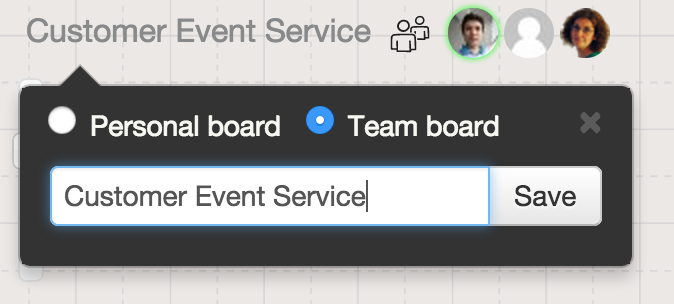 Customer Event Service
Personal board Team board
Customer Event Service Save